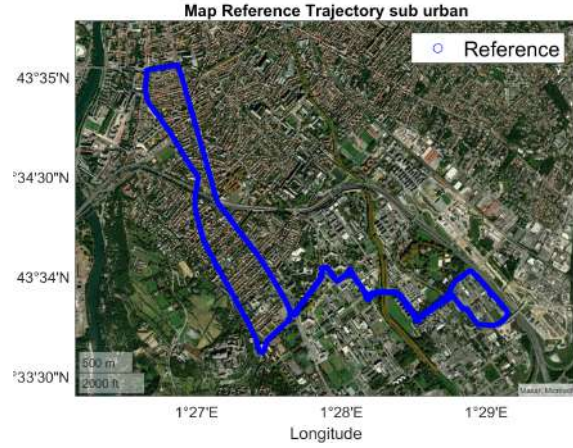 Map Reference Trajectory sub urban
Reference
43°35'N
°34'30"N
43°34'N
°33'30"N
500 m
2000 ft
1°27'E
1°28'E
1°29'E
Longitude